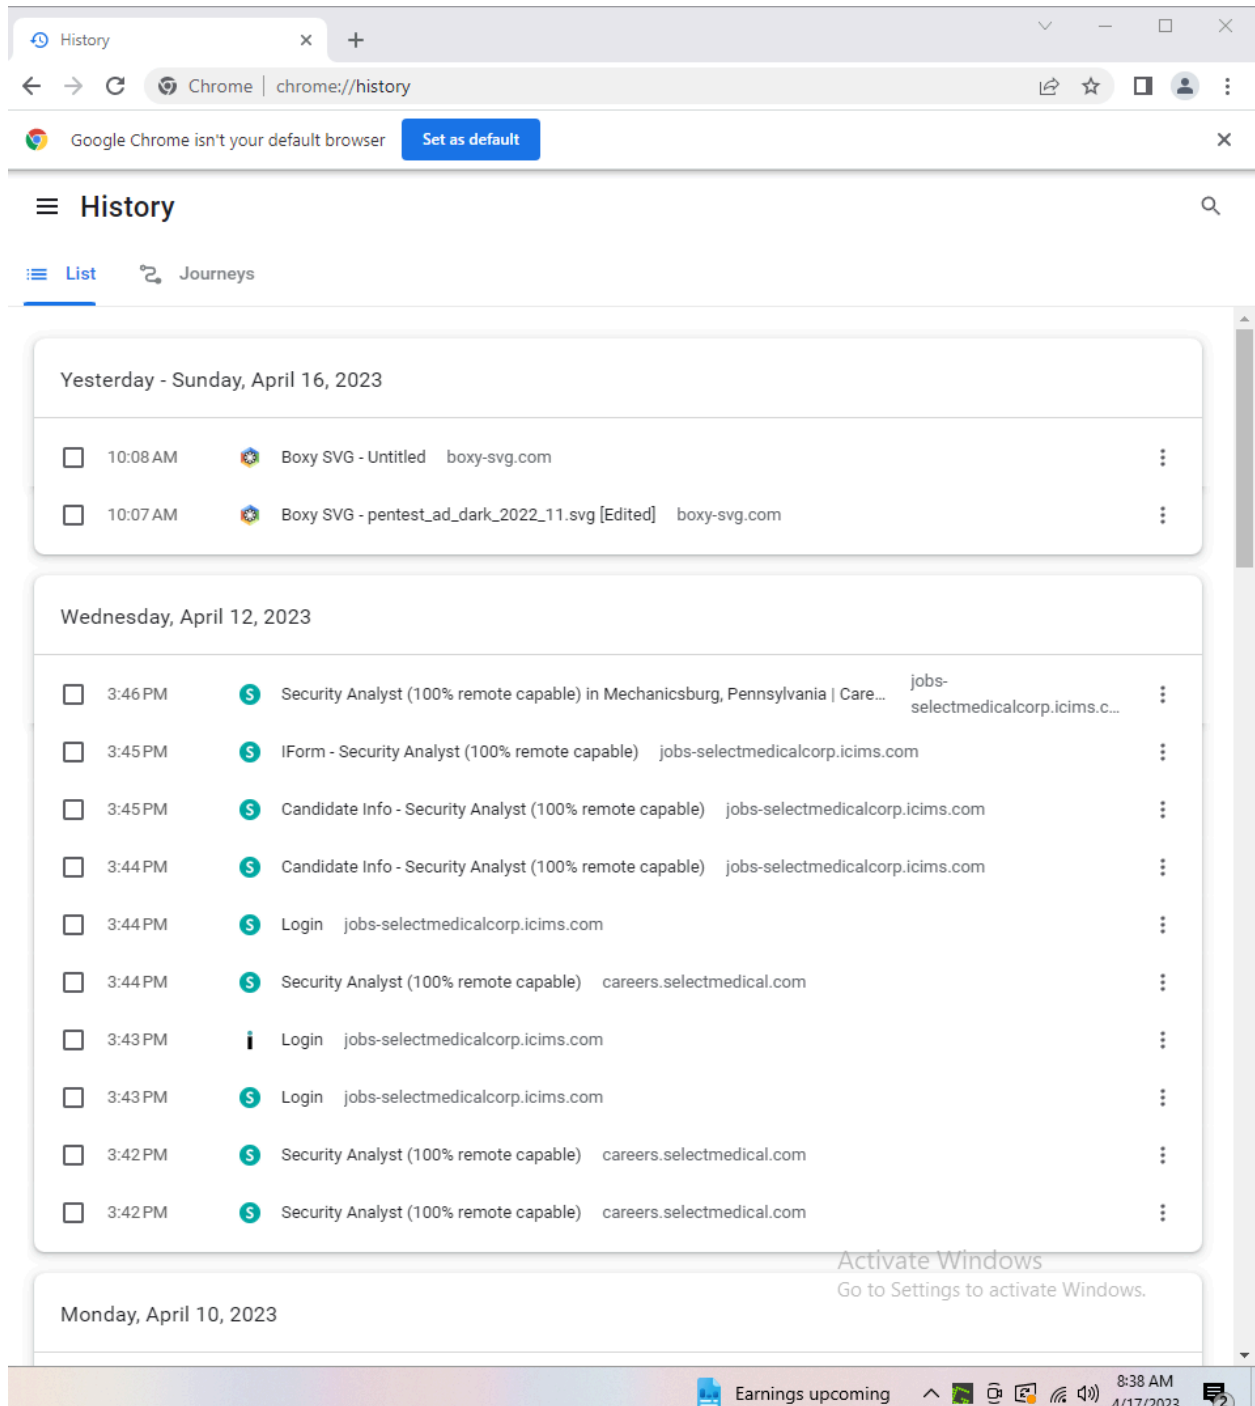 History
Chrome | chrome://history
Google Chrome isn't your default browser Set as default
History
List Journeys
Yesterday - Sunday, April 16, 2023
10:08 AM Boxy SVG - Untitled boxy-svg.com
10:07 AM Boxy SVG - pentest_ad_dark_2022_11.svg [Edited] boxy-svg.com
Wednesday, April 12, 2023
3:46 PM Security Analyst (100% remote capable) in Mechanicsburg, Pennsylvania | Care... jobs-
selectmedicalcorp.icims.c...
3:45 PM IForm - Security Analyst (100% remote capable) jobs-selectmedicalcorp.icims.com
3:45 PM Candidate Info - Security Analyst (100% remote capable) jobs-selectmedicalcorp.icims.com
3:44 PM Candidate Info - Security Analyst (100% remote capable) jobs-selectmedicalcorp.icims.com
3:44 PM Login jobs-selectmedicalcorp.icims.com
3:44 PM Security Analyst (100% remote capable) careers.selectmedical.com
3:43 PM Login jobs-selectmedicalcorp.icims.com
3:43 PM Login jobs-selectmedicalcorp.icims.com
3:42 PM Security Analyst (100% remote capable) careers.selectmedical.com
3:42 PM Security Analyst (100% remote capable) careers.selectmedical.com
Activate Windows
Go to Settings to activate Windows.
Monday, April 10, 2023
Earnings upcoming 8:38 AM
4/17/2023 2